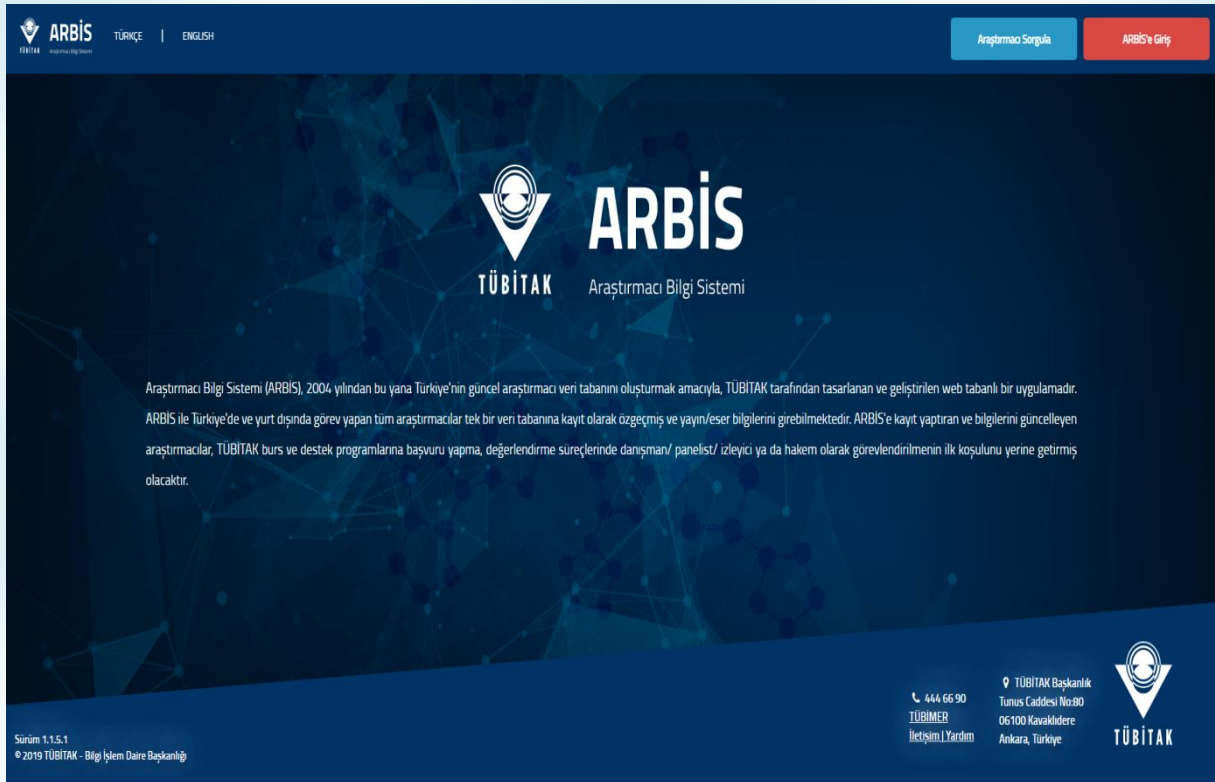 ARBİS
TÜRKÇE | ENGLISH
Araştırmacı Sorgula
ARBİS'e Giriş
TÜBİTAK
Araştırmacı Bilgi Sistemi
ARBİS
TÜBİTAK
Araştırmacı Bilgi Sistemi
Araştırmacı Bilgi Sistemi (ARBİS), 2004 yılından bu yana Türkiye'nin güncel araştırmacı veri tabanını oluşturmak amacıyla, TÜBİTAK tarafından tasarlanan ve geliştirilen web tabanlı bir uygulamadır.
ARBİS ile Türkiye'de ve yurt dışında görev yapan tüm araştırmacılar tek bir veri tabanına kayıt olarak özgeçmiş ve yayın/eser bilgilerini girebilmektedir. ARBİS'e kayıt yaptıran ve bilgilerini güncelleyen
araştırmacılar, TÜBİTAK burs ve destek programlarına başvuru yapma, değerlendirme süreçlerinde danışman/ panelist/ izleyici ya da hakem olarak görevlendirilmenin ilk koşulunu yerine getirmiş
olacaktır.
444 66 90
TÜBİMER
İletişim | Yardım
TÜBİTAK Başkanlık
Tunus Caddesi No:80
06100 Kavaklıdere
Ankara, Türkiye
TÜBİTAK
Sürüm 1.1.5.1
© 2019 TÜBİTAK - Bilgi İşlem Daire Başkanlığı